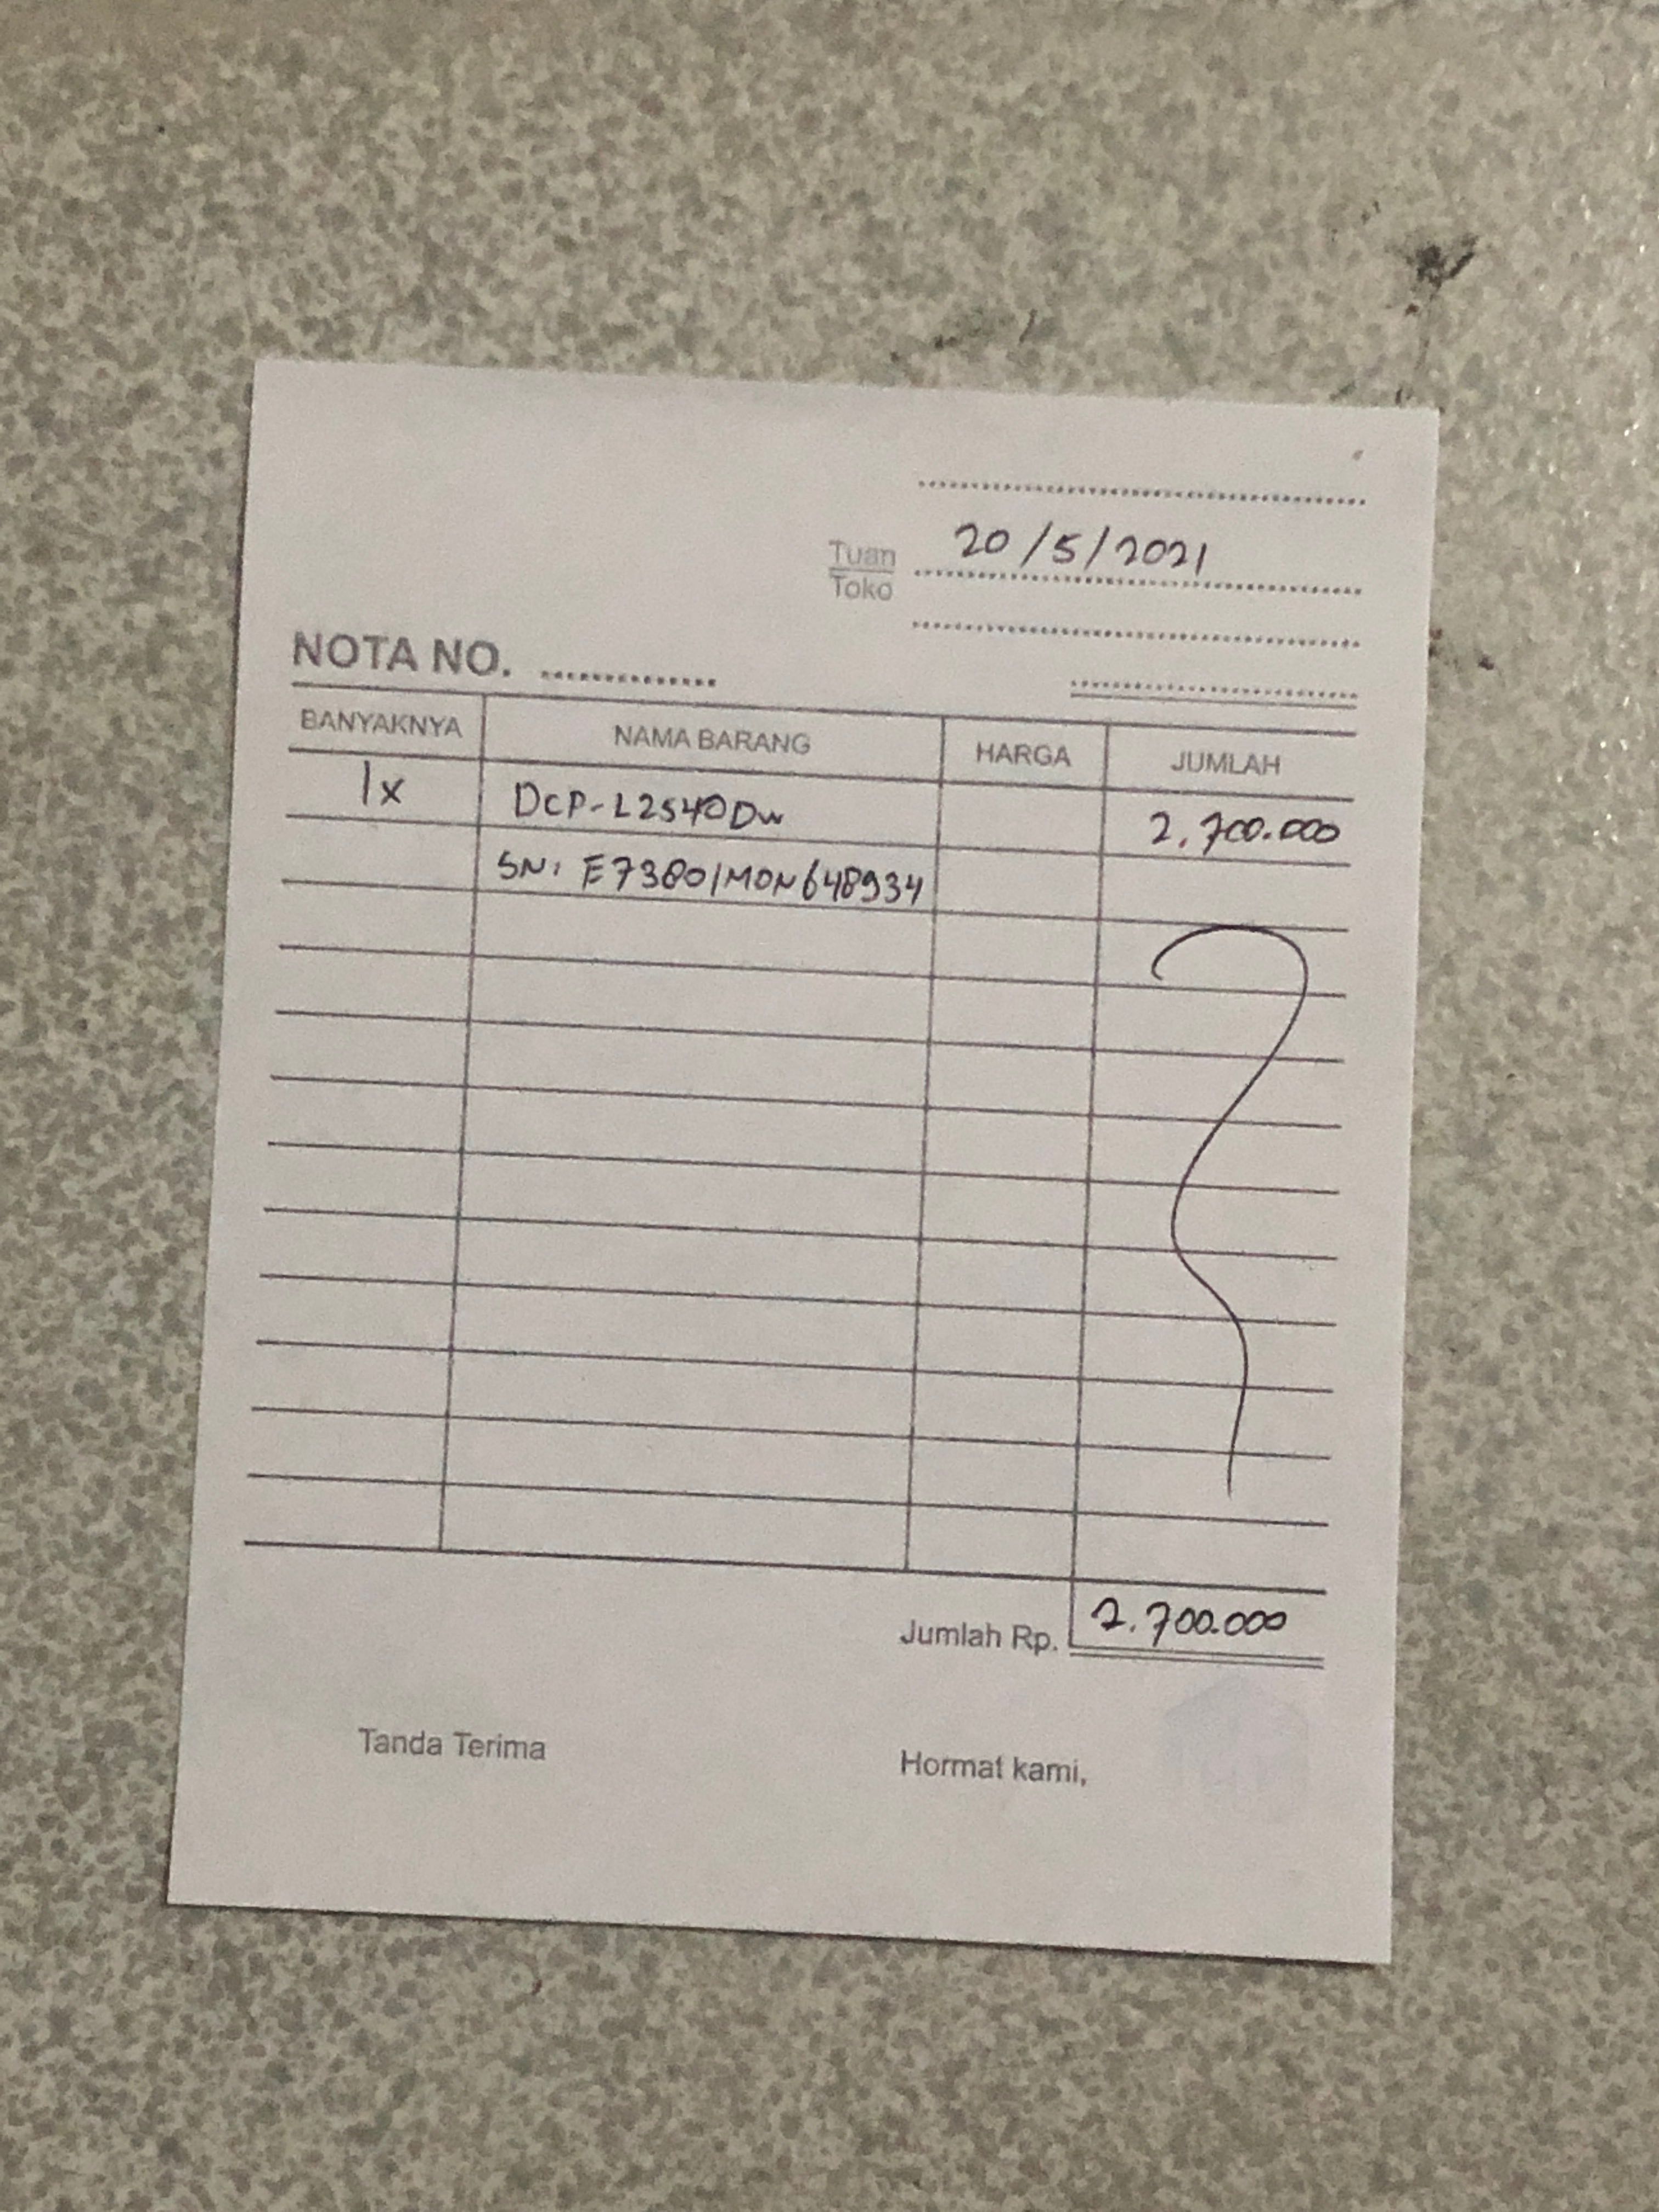 20/5/2021
Tuan
Toko
NOTA NO. ..............
BANYAKNYA NAMA BARANG HARGA JUMLAH
1x DCP-L2540DW 2.700.000
SN: E73801M0N648934
Jumlah Rp. 2.700.000
Tanda Terima Hormat kami,